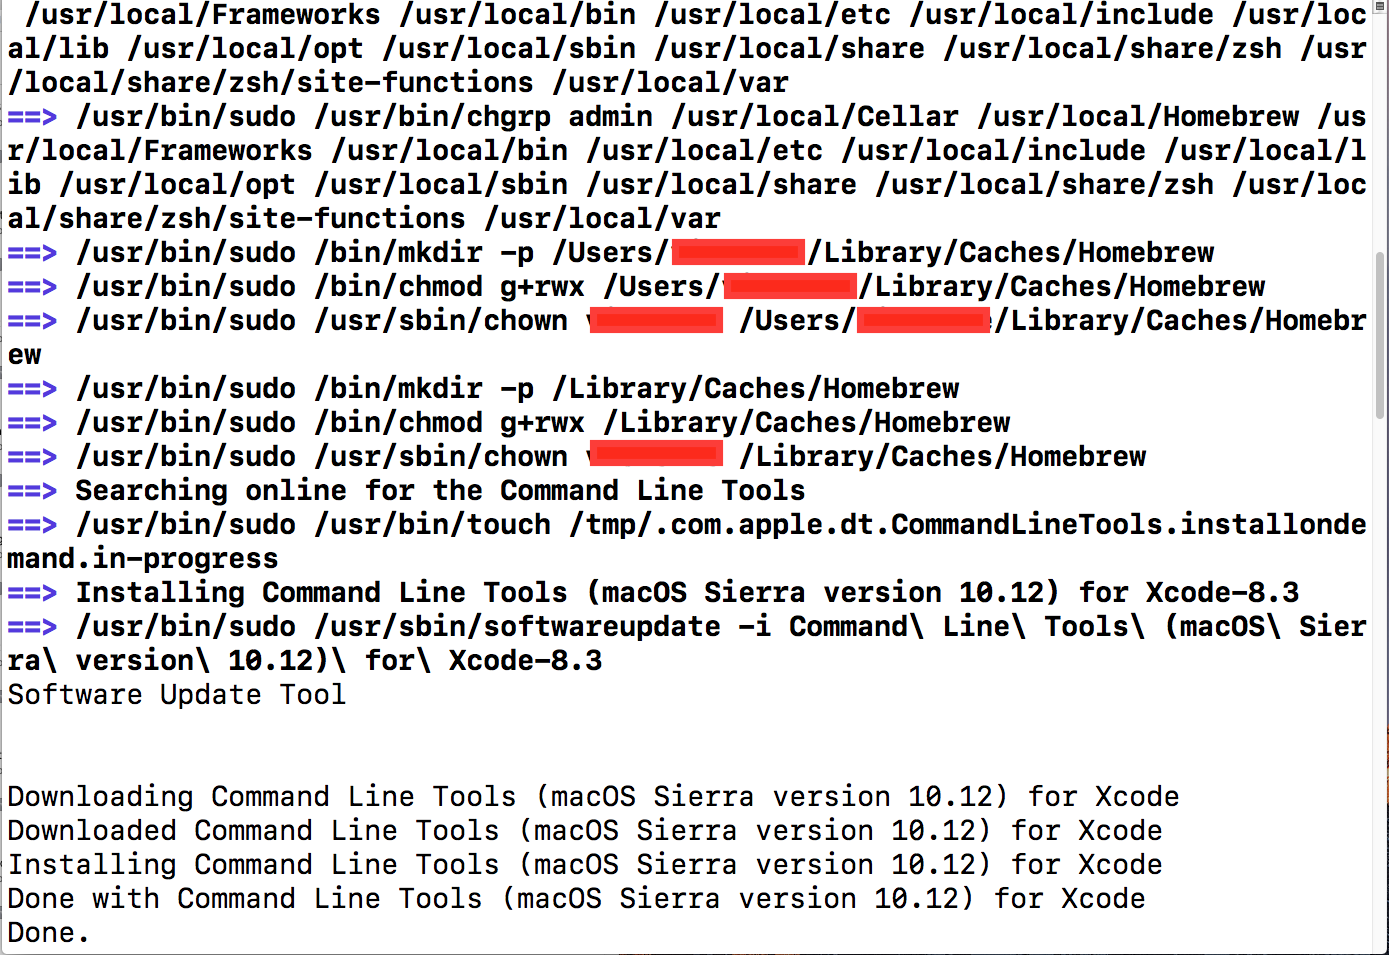 /usr/local/Frameworks /usr/local/bin /usr/local/etc /usr/local/include /usr/loc
al/lib /usr/local/opt /usr/local/sbin /usr/local/share /usr/local/share/zsh /usr
/local/share/zsh/site-functions /usr/local/var
==> /usr/bin/sudo /usr/bin/chgrp admin /usr/local/Cellar /usr/local/Homebrew /us
r/local/Frameworks /usr/local/bin /usr/local/etc /usr/local/include /usr/local/l
ib /usr/local/opt /usr/local/sbin /usr/local/share /usr/local/share/zsh /usr/loc
al/share/zsh/site-functions /usr/local/var
==> /usr/bin/sudo /bin/mkdir -p /Users/ /Library/Caches/Homebrew
==> /usr/bin/sudo /bin/chmod g+rwx /Users/ /Library/Caches/Homebrew
==> /usr/bin/sudo /usr/sbin/chown /Users/ /Library/Caches/Homebr
ew
==> /usr/bin/sudo /bin/mkdir -p /Library/Caches/Homebrew
==> /usr/bin/sudo /bin/chmod g+rwx /Library/Caches/Homebrew
==> /usr/bin/sudo /usr/sbin/chown /Library/Caches/Homebrew
==> Searching online for the Command Line Tools
==> /usr/bin/sudo /usr/bin/touch /tmp/.com.apple.dt.CommandLineTools.installonde
mand.in-progress
==> Installing Command Line Tools (macOS Sierra version 10.12) for Xcode-8.3
==> /usr/bin/sudo /usr/sbin/softwareupdate -i Command\ Line\ Tools\ (macOS\ Sier
ra\ version\ 10.12)\ for\ Xcode-8.3
Software Update Tool
Downloading Command Line Tools (macOS Sierra version 10.12) for Xcode
Downloaded Command Line Tools (macOS Sierra version 10.12) for Xcode
Installing Command Line Tools (macOS Sierra version 10.12) for Xcode
Done with Command Line Tools (macOS Sierra version 10.12) for Xcode
Done.